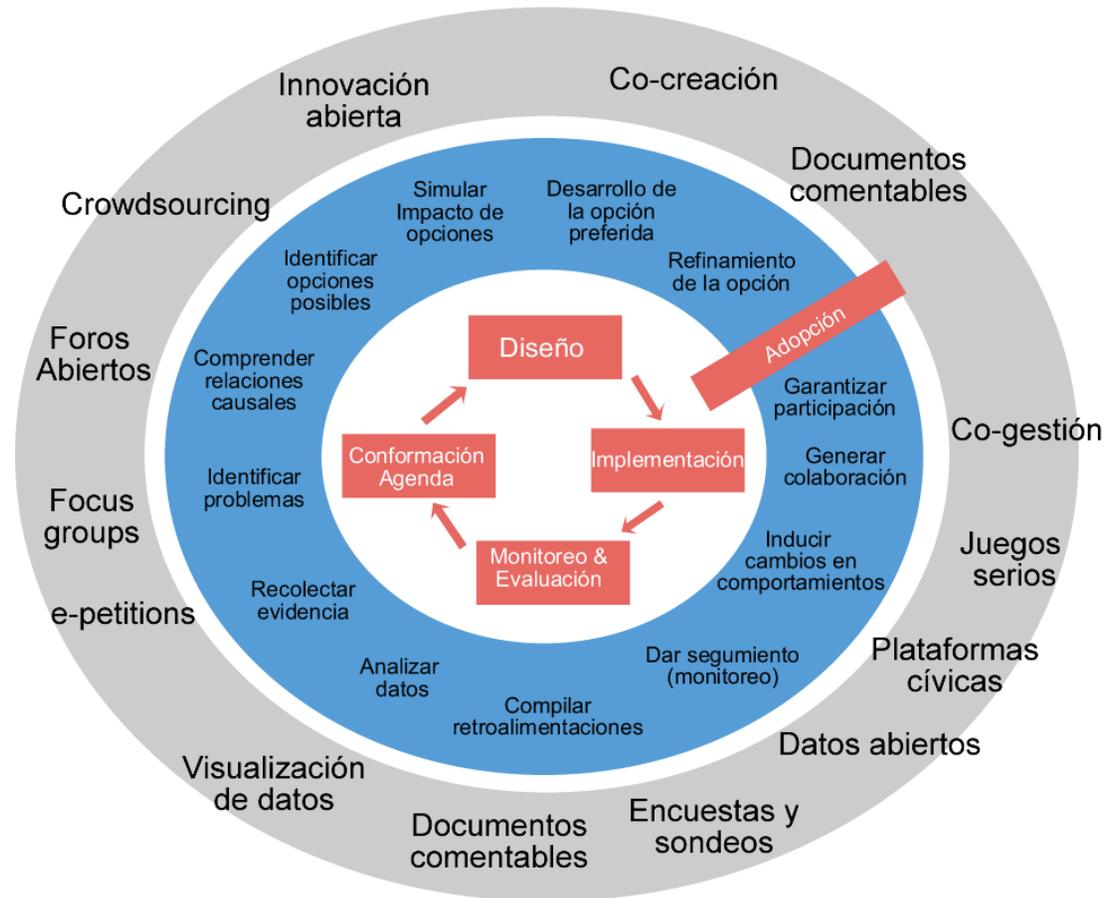 Innovación
abierta
Co-creación
Documentos
comentables
Crowdsourcing
Foros
Abiertos
Focus
groups
e-petitions
Visualización
de datos
Documentos
comentables
Encuestas y
sondeos
Datos abiertos
Plataformas
cívicas
Juegos
serios
Co-gestión
Simular
Impacto de
opciones
Desarrollo de
la opción
preferida
Refinamiento
de la opción
Adopción
Identificar
opciones
posibles
Comprender
relaciones
causales
Identificar
problemas
Recolectar
evidencia
Analizar
datos
Compilar
retroalimentaciones
Dar segumiento
(monitoreo)
Inducir
cambios en
comportamientos
Generar
colaboración
Garantizar
participación
Diseño
Implementación
Monitoreo &
Evaluación
Conformación
Agenda